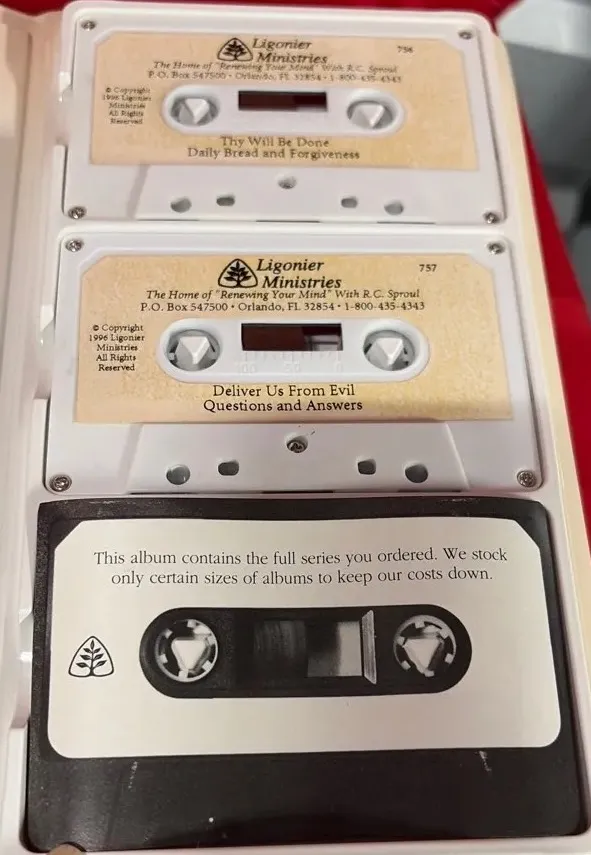 Ligonier
Ministries
756
The Home of "Renewing Your Mind" With R.C. Sproul
P.O. Box 547500 • Orlando, FL 32854 • 1-800-435-4343
© Copyright
1996 Ligonier
Ministries
All Rights
Reserved
Thy Will Be Done
Daily Bread and Forgiveness
Ligonier
Ministries
757
The Home of "Renewing Your Mind" With R.C. Sproul
P.O. Box 547500 • Orlando, FL 32854 • 1-800-435-4343
© Copyright
1996 Ligonier
Ministries
All Rights
Reserved
100 50 0
Deliver Us From Evil
Questions and Answers
This album contains the full series you ordered. We stock
only certain sizes of albums to keep our costs down.